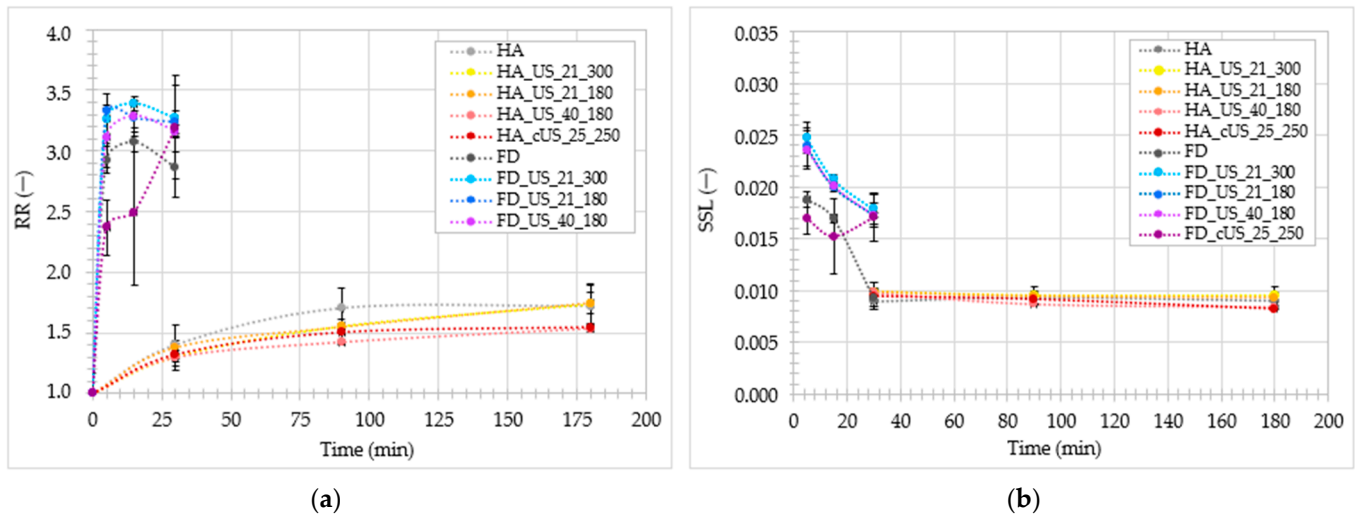 4.0
3.5
3.0
2.5
2.0
1.5
1.0
RR (—)
0
25
50
75
100
125
150
175
200
Time (min)
HA
HA_US_21_300
HA_US_21_180
HA_US_40_180
HA_cUS_25_250
FD
FD_US_21_300
FD_US_21_180
FD_US_40_180
(a)
0.035
0.030
0.025
0.020
0.015
0.010
0.005
0.000
SSL (—)
0
20
40
60
80
100
120
140
160
180
200
Time (min)
HA
HA_US_21_300
HA_US_21_180
HA_US_40_180
HA_cUS_25_250
FD
FD_US_21_300
FD_US_21_180
FD_US_40_180
FD_cUS_25_250
(b)